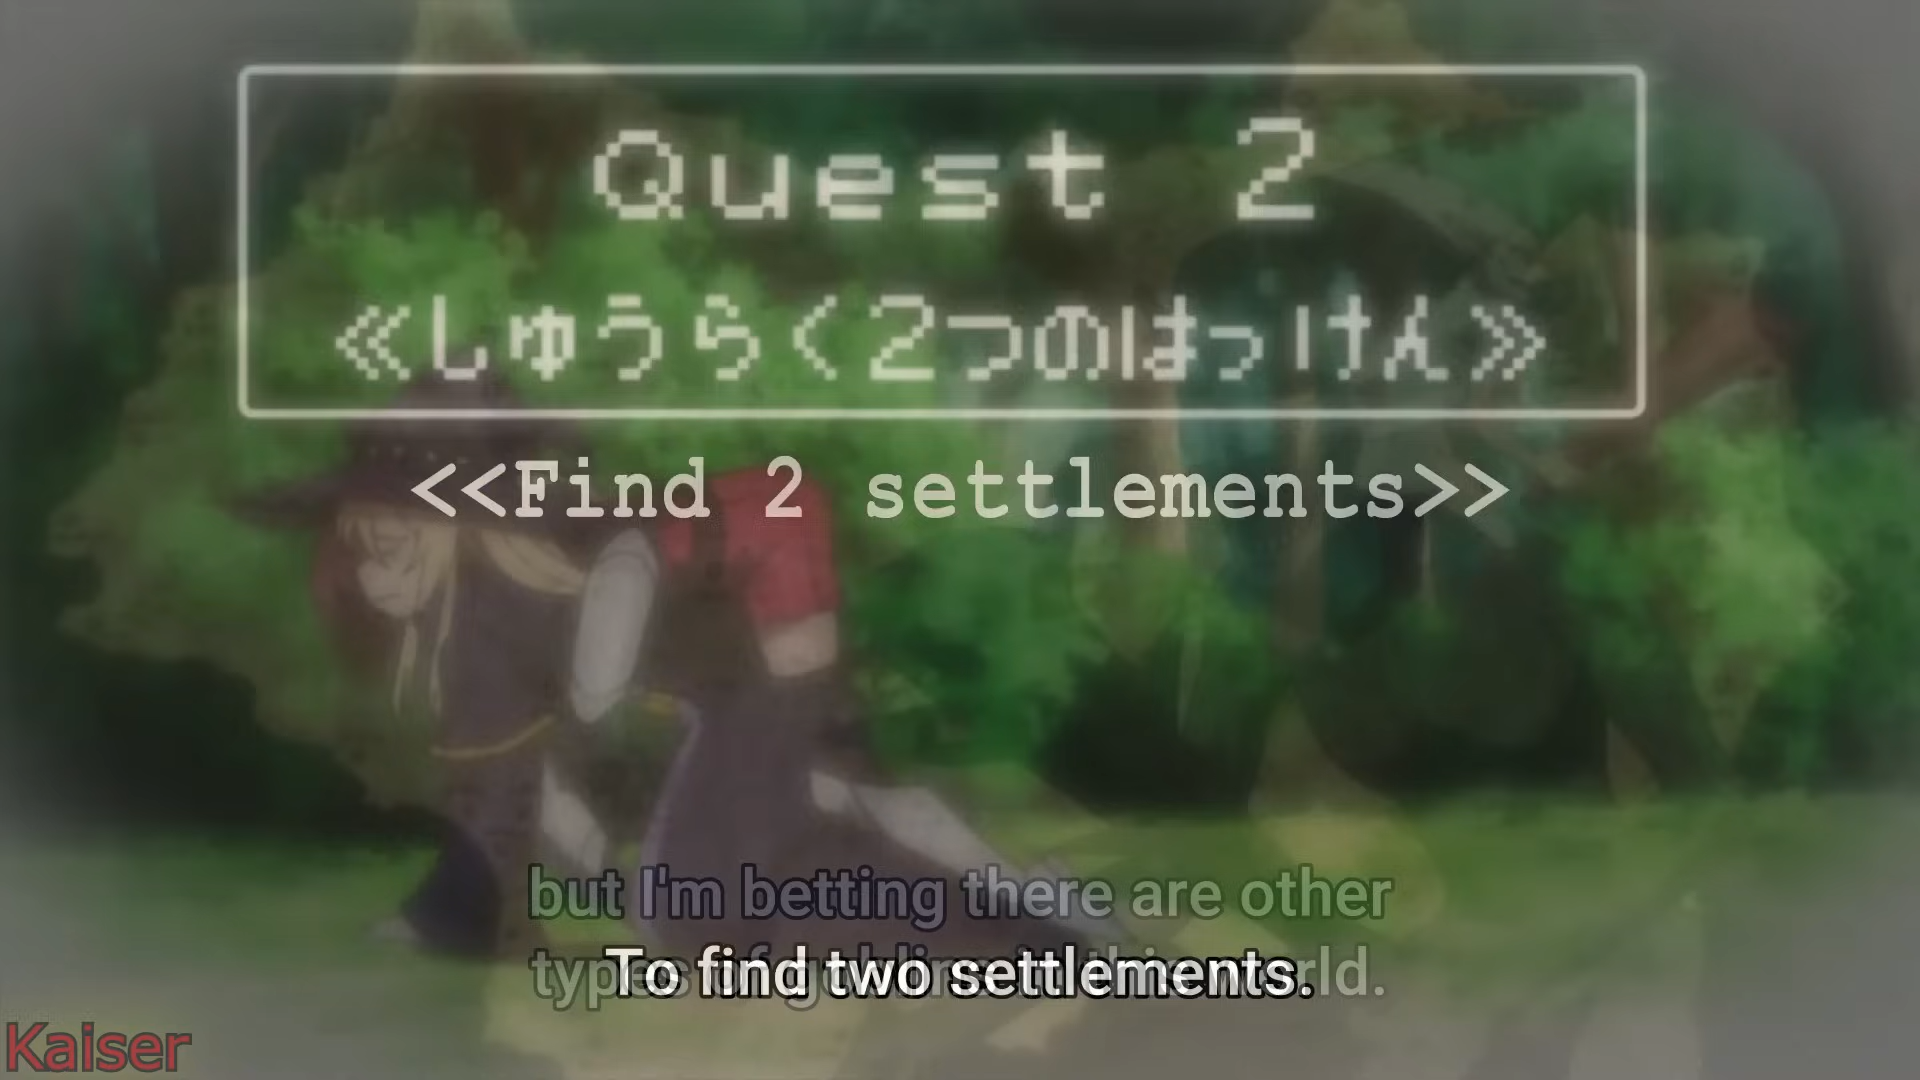 Quest 2
≪しゅうらく2つのはっけん≫
<<Find 2 settlements>>
but I'm betting there are other
To find two settlements.
Kaiser